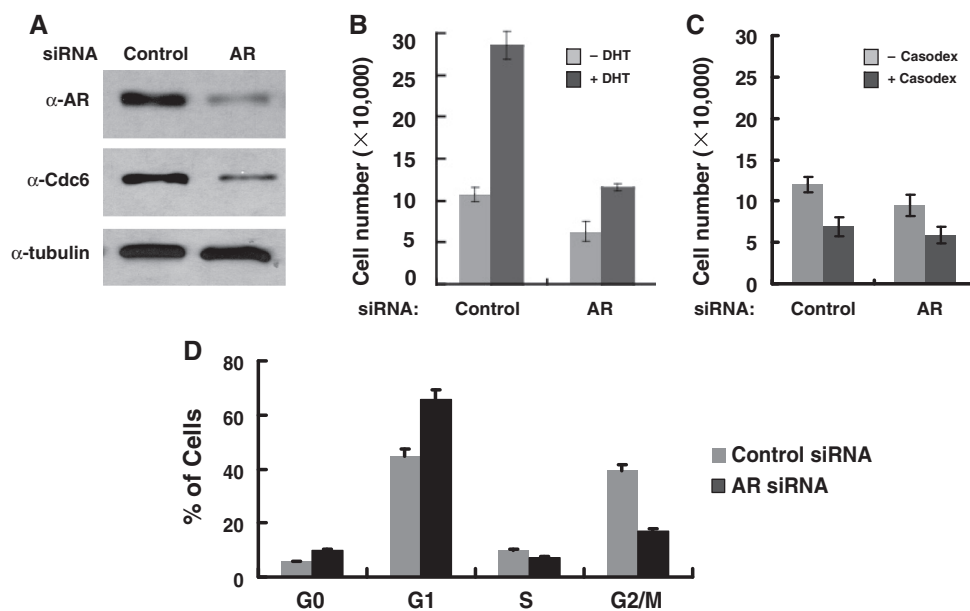 A
siRNA Control AR
α-AR
α-Cdc6
α-tubulin
B
Cell number (×10,000)
30
25
20
15
10
5
0
– DHT
+ DHT
siRNA: Control AR
C
Cell number (×10,000)
30
25
20
15
10
5
0
– Casodex
+ Casodex
siRNA: Control AR
D
% of Cells
80
60
40
20
0
G0 G1 S G2/M
Control siRNA
AR siRNA